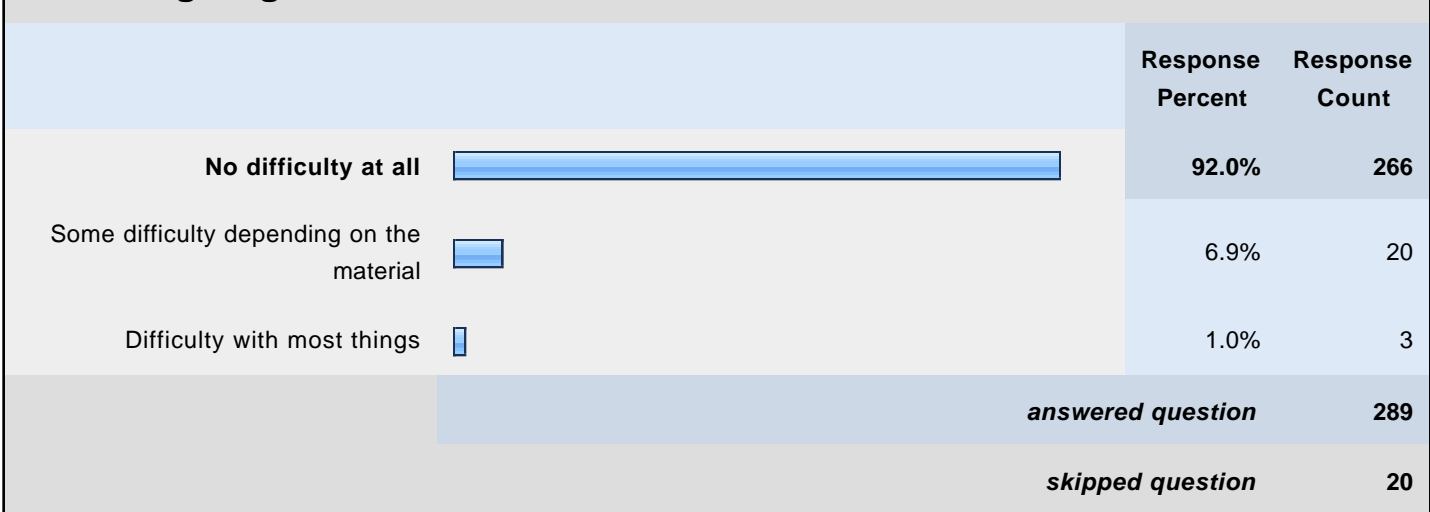 Response Response
Percent Count
No difficulty at all 92.0% 266
Some difficulty depending on the
material 6.9% 20
Difficulty with most things 1.0% 3
answered question 289
skipped question 20